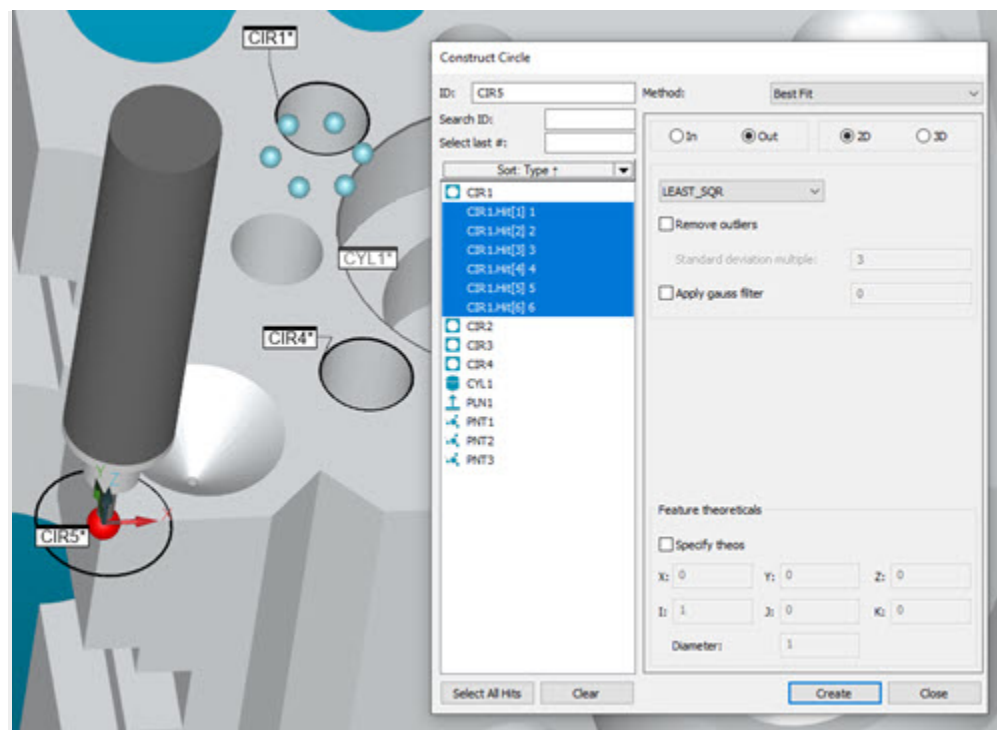 CIR1*
CYL1*
CIR4*
CIR5*
Y
Z
X
Construct Circle
ID: CIR5
Method: Best Fit
Search ID:
Select last #:
In Out 2D 3D
Sort: Type ↑
LEAST_SQR
CIR1
CIR1.Hit[1] 1
CIR1.Hit[2] 2
CIR1.Hit[3] 3
CIR1.Hit[4] 4
CIR1.Hit[5] 5
CIR1.Hit[6] 6
CIR2
CIR3
CIR4
CYL1
PLN1
PNT1
PNT2
PNT3
Remove outliers
Standard deviation multiple: 3
Apply gauss filter 0
Feature theoreticals
Specify theos
X: 0 Y: 0 Z: 0
I: 1 J: 0 K: 0
Diameter: 1
Select All Hits Clear Create Close